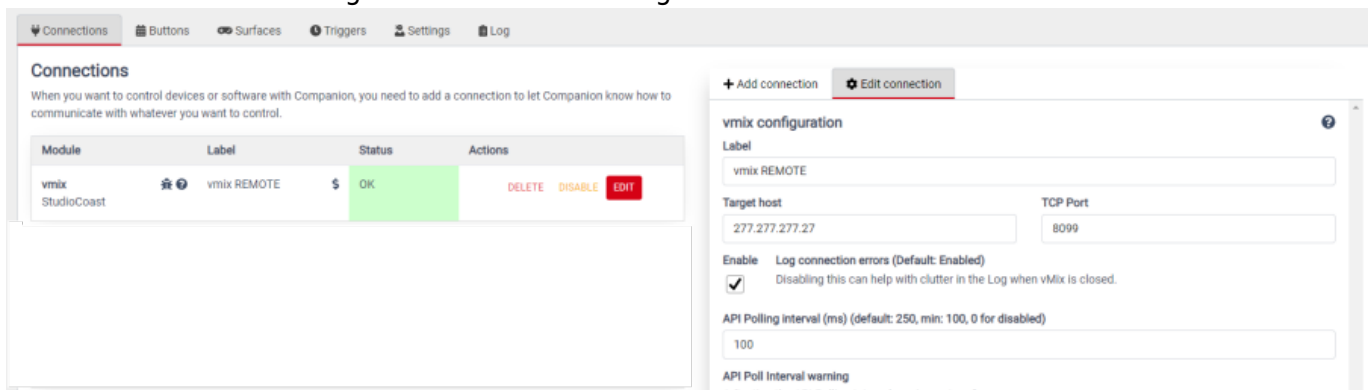 Connections Buttons Surfaces Triggers Settings Log
Connections
When you want to control devices or software with Companion, you need to add a connection to let Companion know how to
communicate with whatever you want to control.
Module Label Status Actions
vmix vmix REMOTE $ OK DELETE DISABLE EDIT
StudioCoast
+ Add connection Edit connection
vmix configuration
Label
vmix REMOTE
Target host TCP Port
277.277.277.27 8099
Enable Log connection errors (Default: Enabled)
Disabling this can help with clutter in the Log when vMix is closed.
API Polling interval (ms) (default: 250, min: 100, 0 for disabled)
100
API Poll Interval warning